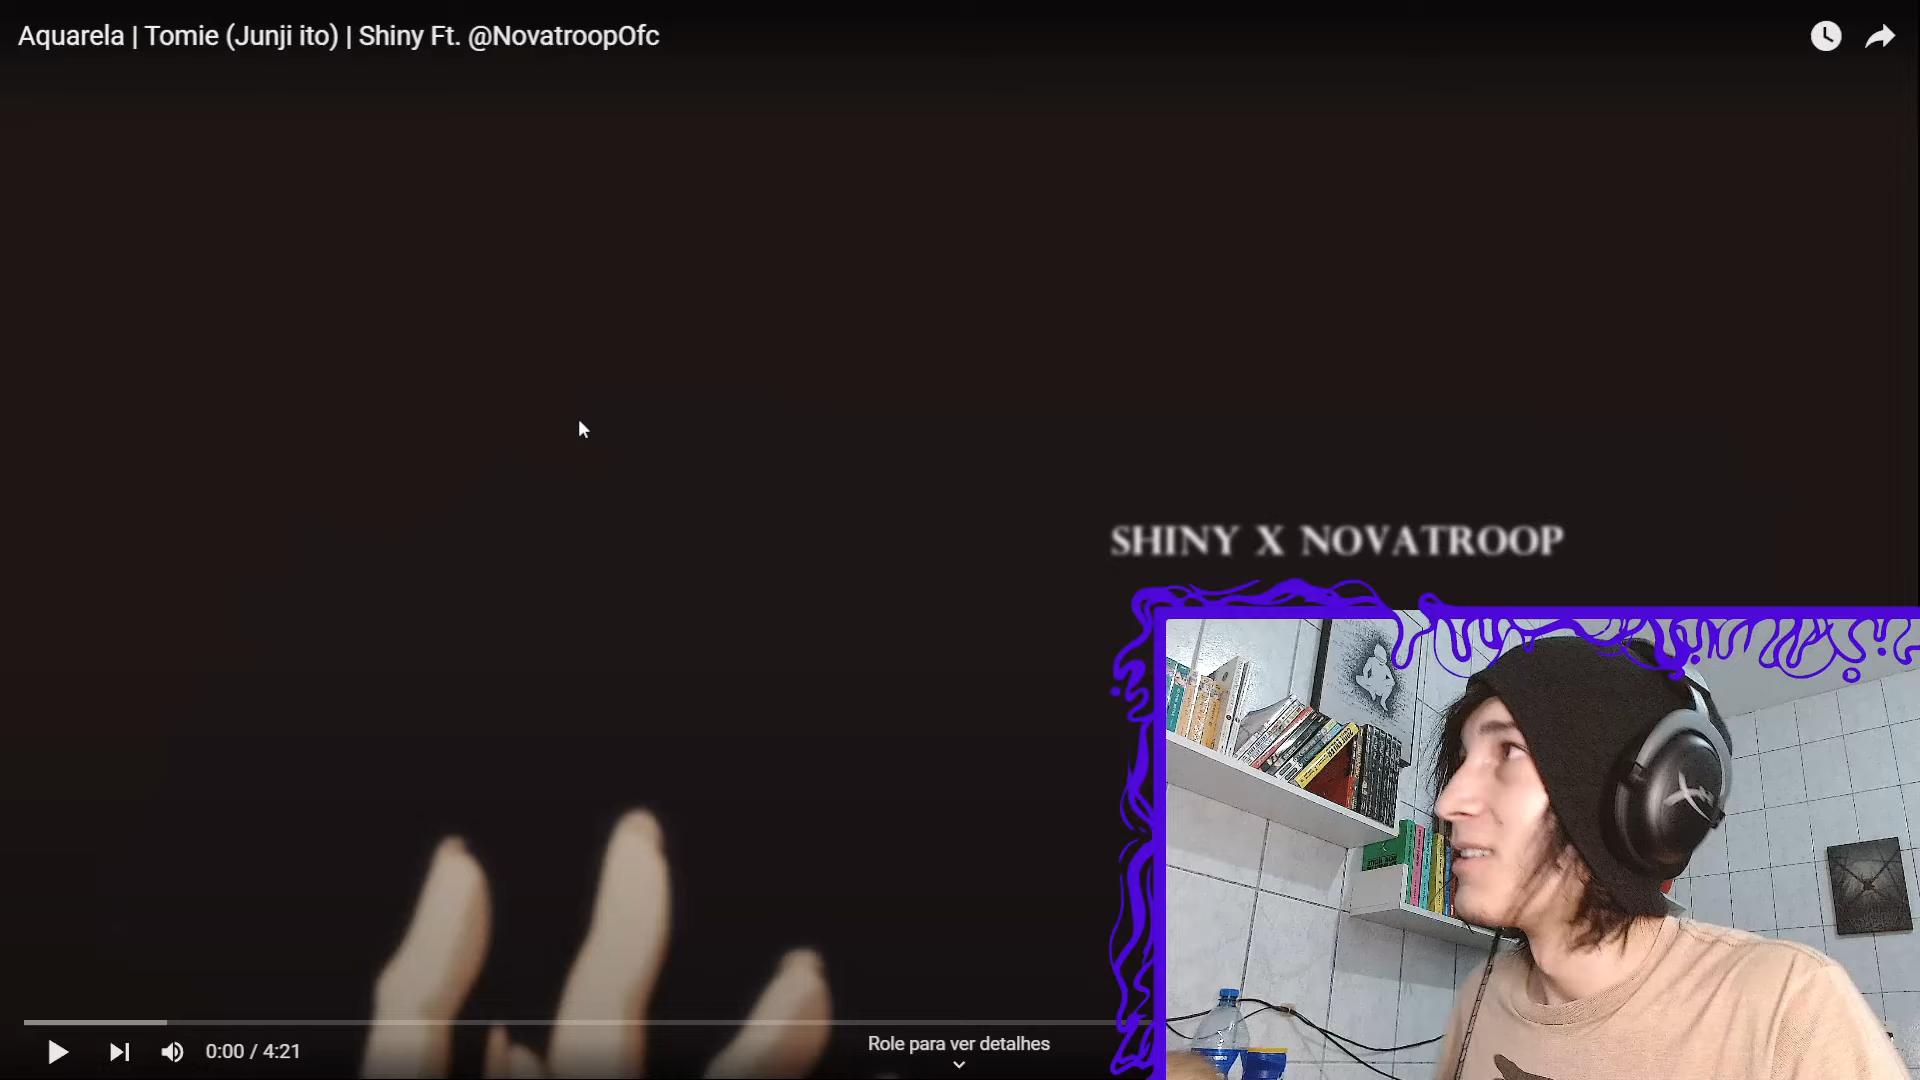 Aquarela | Tomie (Junji ito) | Shiny Ft. @NovatroopOfc
SHINY X NOVATROOP
0:00 / 4:21
Role para ver detalhes